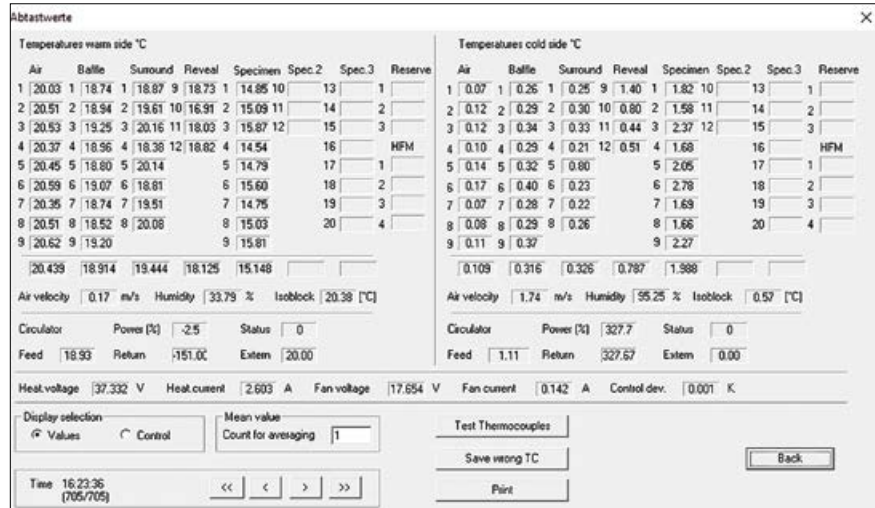 Abtastwerte
Temperatures warm side °C Temperatures cold side °C
Air Baffle Surround Reveal Specimen Spec.2 Spec.3 Reserve Air Baffle Surround Reveal Specimen Spec.2 Spec.3 Reserve
1 20.03 1 18.74 1 18.87 9 18.73 1 14.85 10 13 1 1 0.07 1 0.26 1 0.25 9 1.40 1 1.82 10 13 1
2 20.51 2 18.94 2 19.61 10 16.91 2 15.09 11 14 2 2 0.12 2 0.29 2 0.30 10 0.80 2 1.58 11 14 2
3 20.53 3 19.25 3 20.16 11 18.03 3 15.87 12 15 3 3 0.12 3 0.34 3 0.33 11 0.44 3 2.37 12 15 3
4 20.37 4 18.96 4 18.38 12 18.82 4 14.54 16 HFM 4 0.10 4 0.29 4 0.21 12 0.51 4 1.68 16 HFM
5 20.45 5 18.80 5 20.14 5 14.79 17 1 5 0.14 5 0.32 5 0.80 5 2.05 17 1
6 20.59 6 19.07 6 18.81 6 15.60 18 2 6 0.17 6 0.40 6 0.23 6 2.78 18 2
7 20.35 7 18.74 7 19.51 7 14.75 19 3 7 0.07 7 0.28 7 0.22 7 1.69 19 3
8 20.51 8 18.52 8 20.08 8 15.03 20 4 8 0.08 8 0.29 8 0.26 8 1.66 20 4
9 20.62 9 19.20 9 15.81 9 0.11 9 0.37 9 2.27
20.439 18.914 19.444 18.125 15.148 0.109 0.316 0.326 0.787 1.988
Air velocity 0.17 m/s Humidity 33.79 % Isoblock 20.38 [°C] Air velocity 1.74 m/s Humidity 95.25 % Isoblock 0.57 [°C]
Circulator Power [%] -2.5 Status 0 Circulator Power [%] 327.7 Status 0
Feed 18.93 Return -151.0 Extern 20.00 Feed 1.11 Return 327.67 Extern 0.00
Heat.voltage 37.332 V Heat.current 2.603 A Fan voltage 17.654 V Fan current 0.142 A Control dev. 0.001 K
Display selection Mean value
Values Control Count for averaging 1 Test Thermocouples
Save wrong TC Back
Time 16:23:36 << < > >> Print
(705/705)